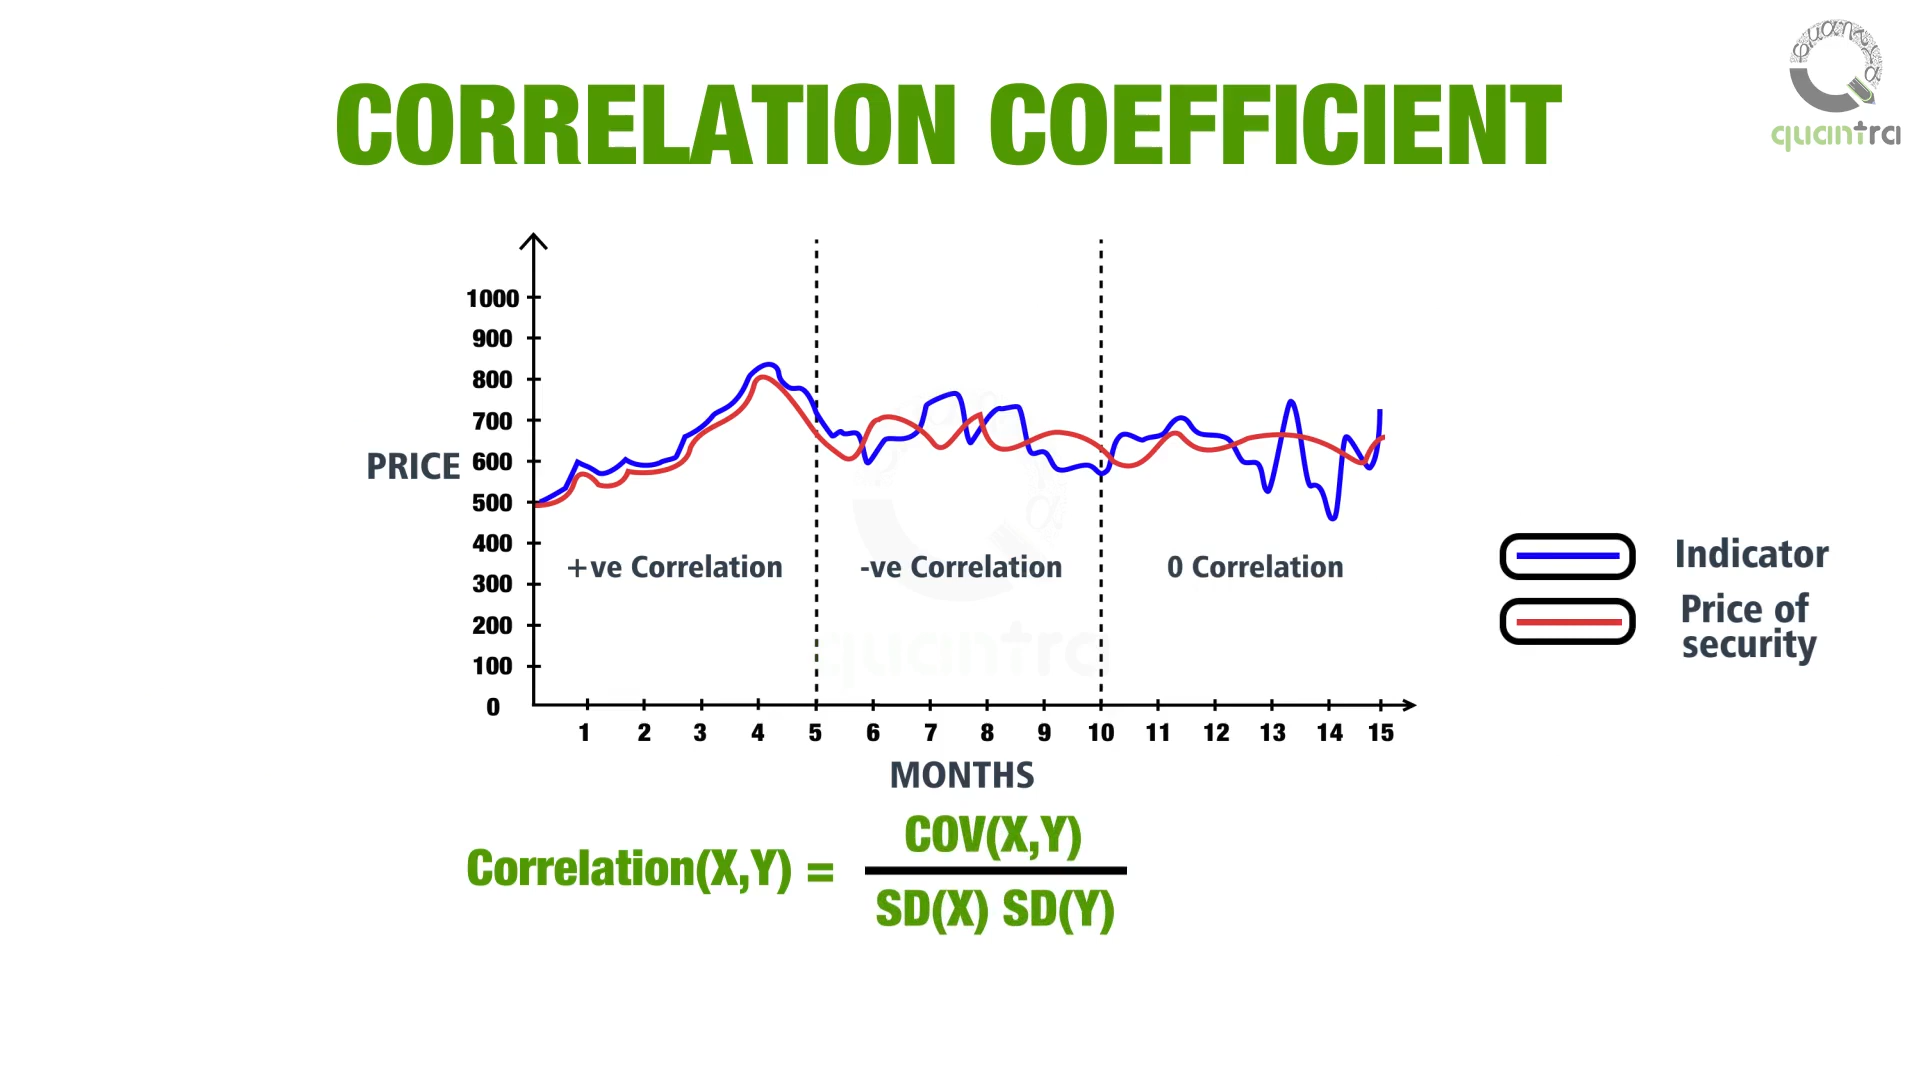 quantra
CORRELATION COEFFICIENT
PRICE
1000
900
800
700
600
500
400
300
200
100
0
+ve Correlation
-ve Correlation
0 Correlation
1 2 3 4 5 6 7 8 9 10 11 12 13 14 15
MONTHS
Indicator
Price of
security
quantra
Correlation(X,Y) =
COV(X,Y)
SD(X) SD(Y)